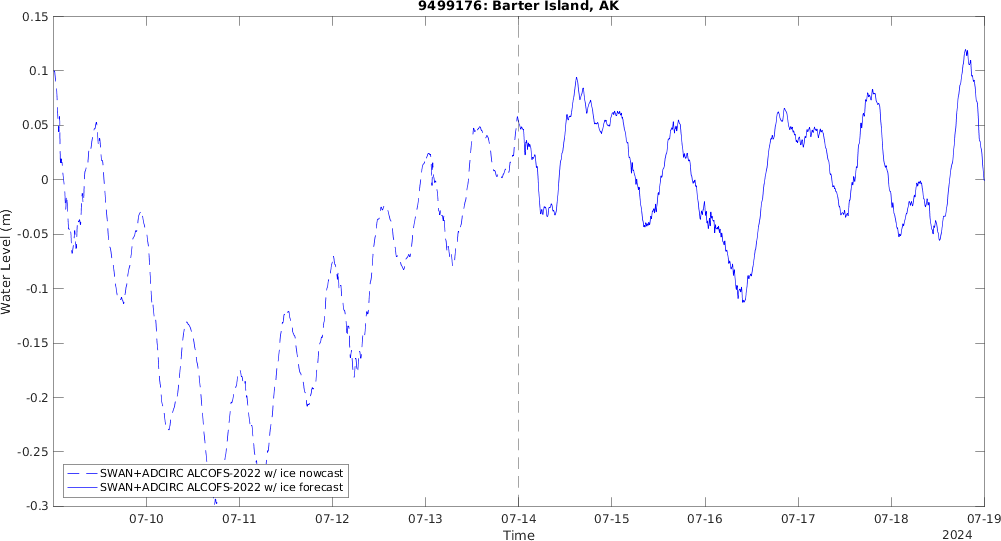 9499176: Barter Island, AK
0.15
0.1
0.05
0
-0.05
-0.1
-0.15
-0.2
-0.25
-0.3
Water Level (m)
SWAN+ADCIRC ALCOFS-2022 w/ ice nowcast
SWAN+ADCIRC ALCOFS-2022 w/ ice forecast
07-10 07-11 07-12 07-13 07-14 07-15 07-16 07-17 07-18 07-19
Time
2024